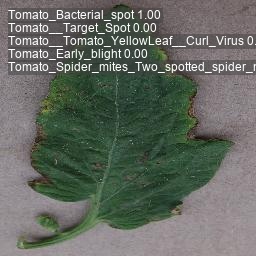 Tomato_Bacterial_spot 1.00
Tomato__Target_Spot 0.00
Tomato__Tomato_YellowLeaf__Curl_Virus 0.
Tomato_Early_blight 0.00
Tomato_Spider_mites_Two_spotted_spider_